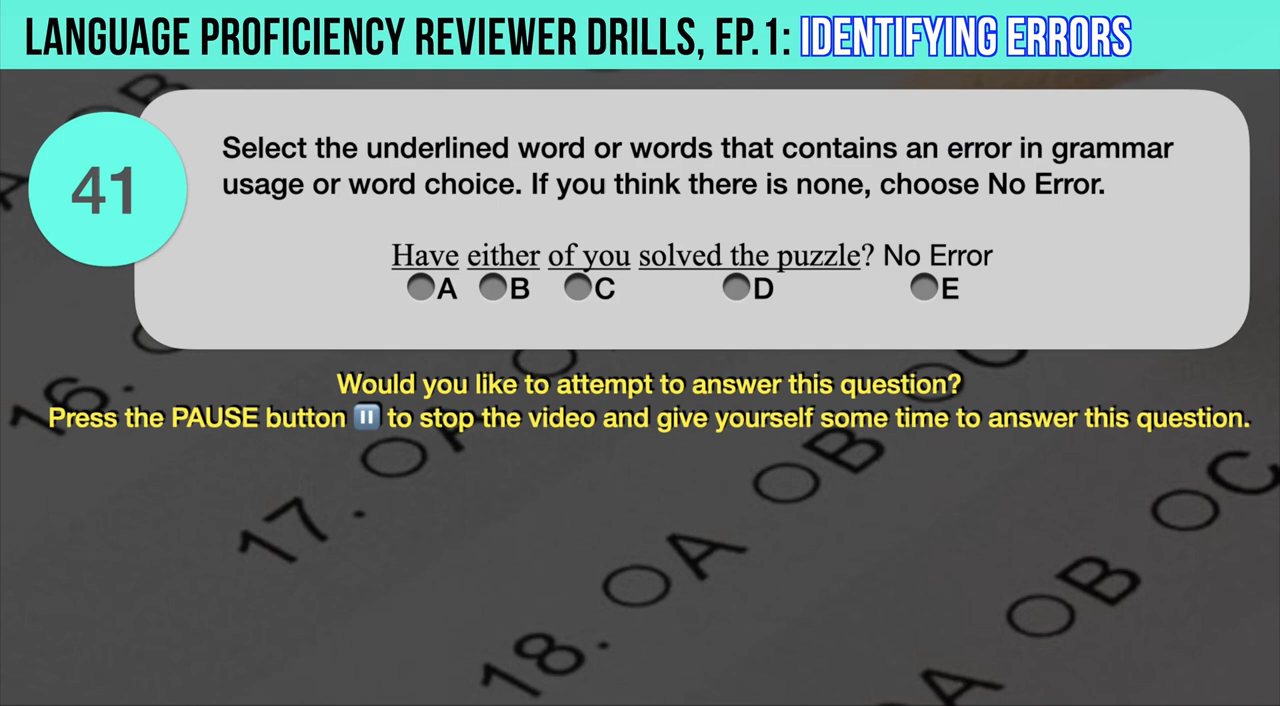 LANGUAGE PROFICIENCY REVIEWER DRILLS, EP.1: IDENTIFYING ERRORS
41
Select the underlined word or words that contains an error in grammar
usage or word choice. If you think there is none, choose No Error.
Have either of you solved the puzzle? No Error
A B C D E
Would you like to attempt to answer this question?
Press the PAUSE button ⏸ to stop the video and give yourself some time to answer this question.
16.
17. A B C
18. A B
A